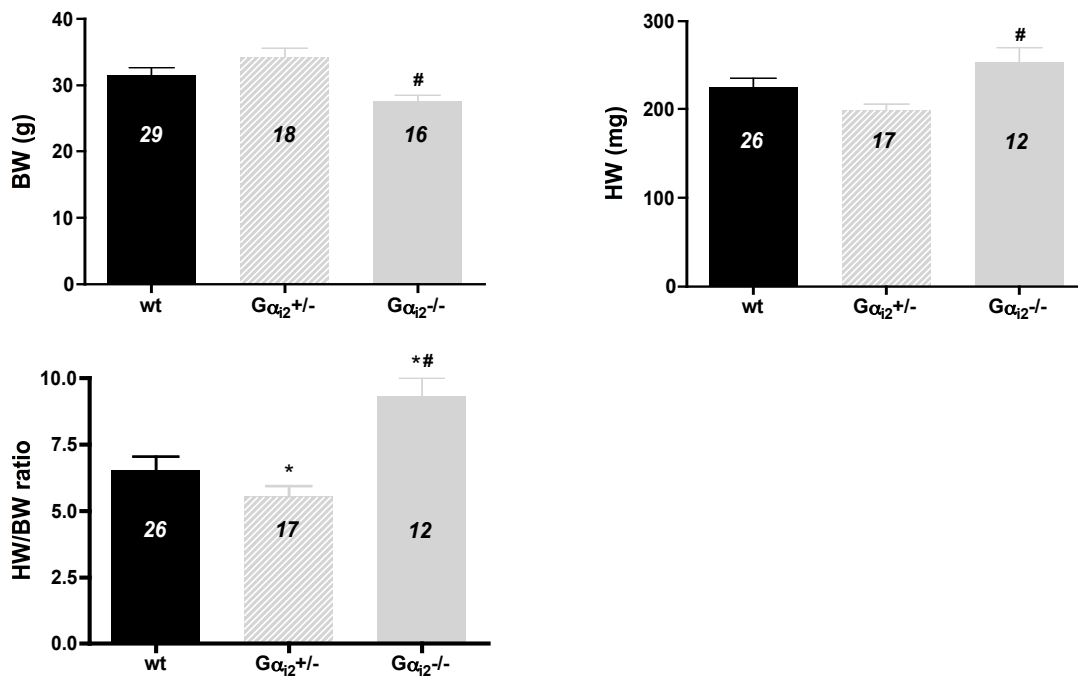 40
30
20
10
0
BW (g)
29
18
#
16
wt
Gαi2+/-
Gαi2-/-
300
200
100
0
HW (mg)
26
17
#
12
wt
Gαi2+/-
Gαi2-/-
10.0
7.5
5.0
2.5
0.0
HW/BW ratio
26
*
17
*#
12
wt
Gαi2+/-
Gαi2-/-